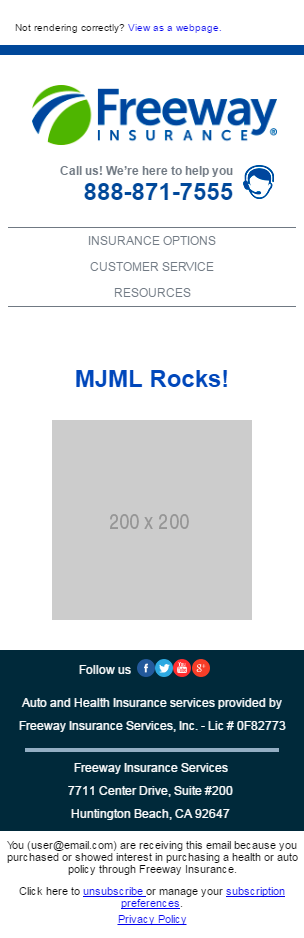 Not rendering correctly? View as a webpage.
Freeway
INSURANCE®
Call us! We're here to help you
888-871-7555
INSURANCE OPTIONS
CUSTOMER SERVICE
RESOURCES
MJML Rocks!
200 x 200
Follow us
Auto and Health Insurance services provided by
Freeway Insurance Services, Inc. - Lic # 0F82773
Freeway Insurance Services
7711 Center Drive, Suite #200
Huntington Beach, CA 92647
You (user@email.com) are receiving this email because you
purchased or showed interest in purchasing a health or auto
policy through Freeway Insurance.
Click here to unsubscribe or manage your subscription
preferences.
Privacy Policy